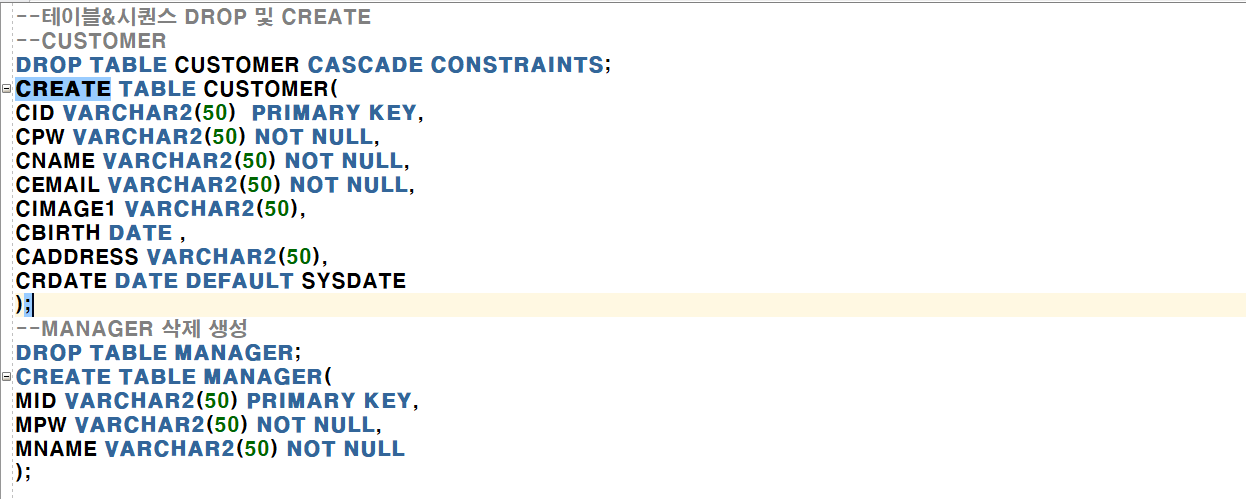 --테이블&시퀀스 DROP 및 CREATE
--CUSTOMER
DROP TABLE CUSTOMER CASCADE CONSTRAINTS;
CREATE TABLE CUSTOMER(
CID VARCHAR2(50)  PRIMARY KEY,
CPW VARCHAR2(50) NOT NULL,
CNAME VARCHAR2(50) NOT NULL,
CEMAIL VARCHAR2(50) NOT NULL,
CIMAGE1 VARCHAR2(50),
CBIRTH DATE ,
CADDRESS VARCHAR2(50),
CRDATE DATE DEFAULT SYSDATE
);
--MANAGER 삭제 생성
DROP TABLE MANAGER;
CREATE TABLE MANAGER(
MID VARCHAR2(50) PRIMARY KEY,
MPW VARCHAR2(50) NOT NULL,
MNAME VARCHAR2(50) NOT NULL
);